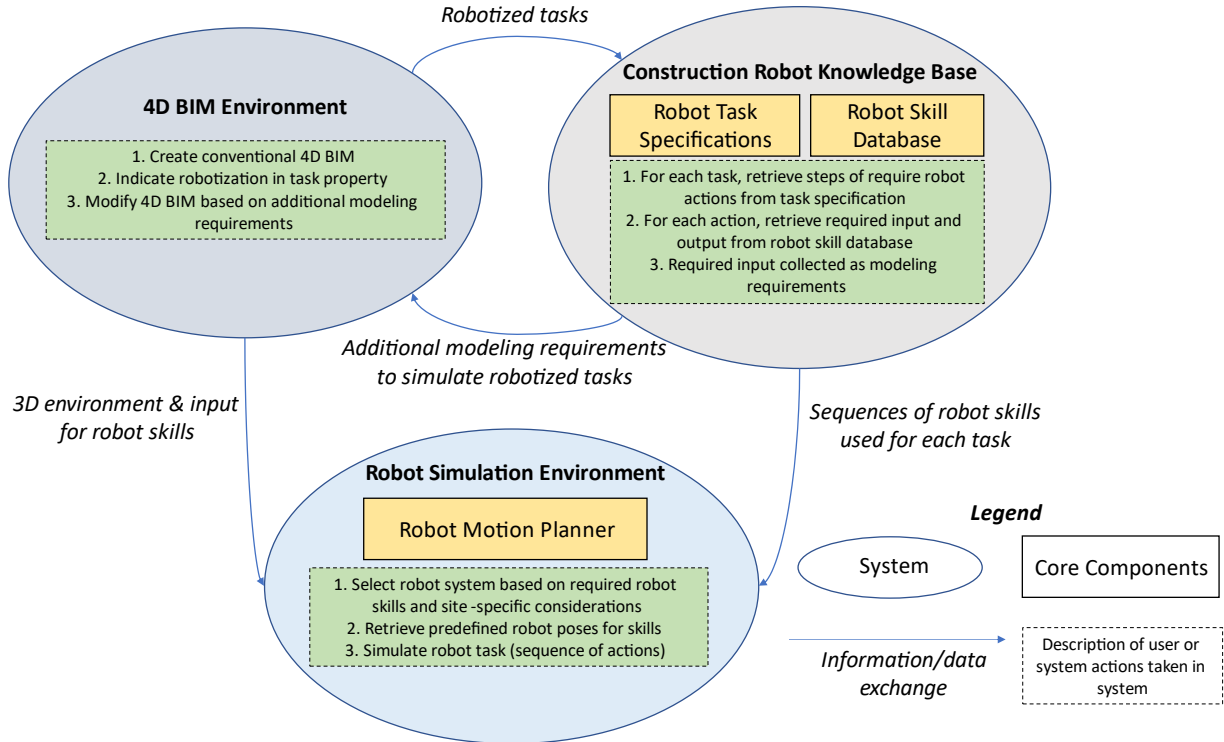 Robotized tasks
4D BIM Environment
1. Create conventional 4D BIM
2. Indicate robotization in task property
3. Modify 4D BIM based on additional modeling
requirements
Construction Robot Knowledge Base
Robot Task
Specifications
Robot Skill
Database
1. For each task, retrieve steps of require robot
actions from task specification
2. For each action, retrieve required input and
output from robot skill database
3. Required input collected as modeling
requirements
Additional modeling requirements
to simulate robotized tasks
3D environment & input
for robot skills
Sequences of robot skills
used for each task
Robot Simulation Environment
Robot Motion Planner
1. Select robot system based on required robot
skills and site -specific considerations
2. Retrieve predefined robot poses for skills
3. Simulate robot task (sequence of actions)
Legend
System
Core Components
Information/data
exchange
Description of user or
system actions taken in
system